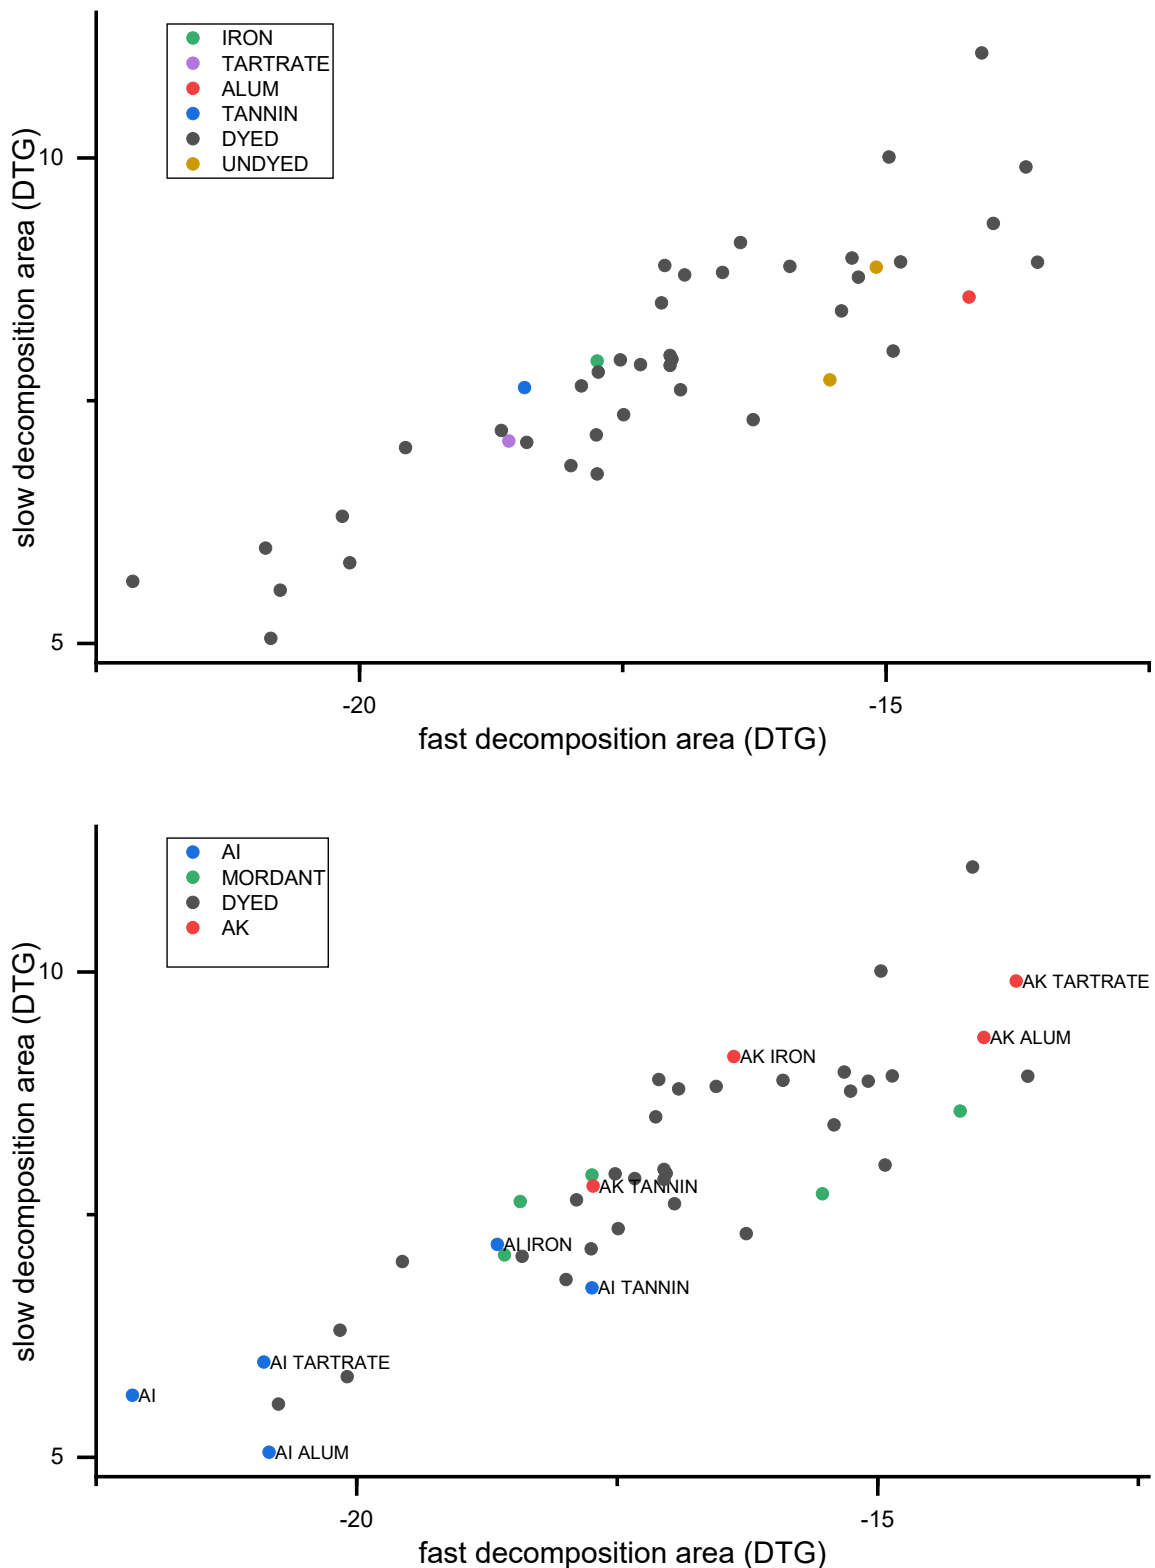 IRON
TARTRATE
ALUM
TANNIN
DYED
UNDYED
10
5
slow decomposition area (DTG)
-20
-15
fast decomposition area (DTG)
AI
MORDANT
DYED
AK
10
5
slow decomposition area (DTG)
AK TARTRATE
AK ALUM
AK IRON
AK TANNIN
AI IRON
AI TANNIN
AI TARTRATE
AI
AI ALUM
-20
-15
fast decomposition area (DTG)